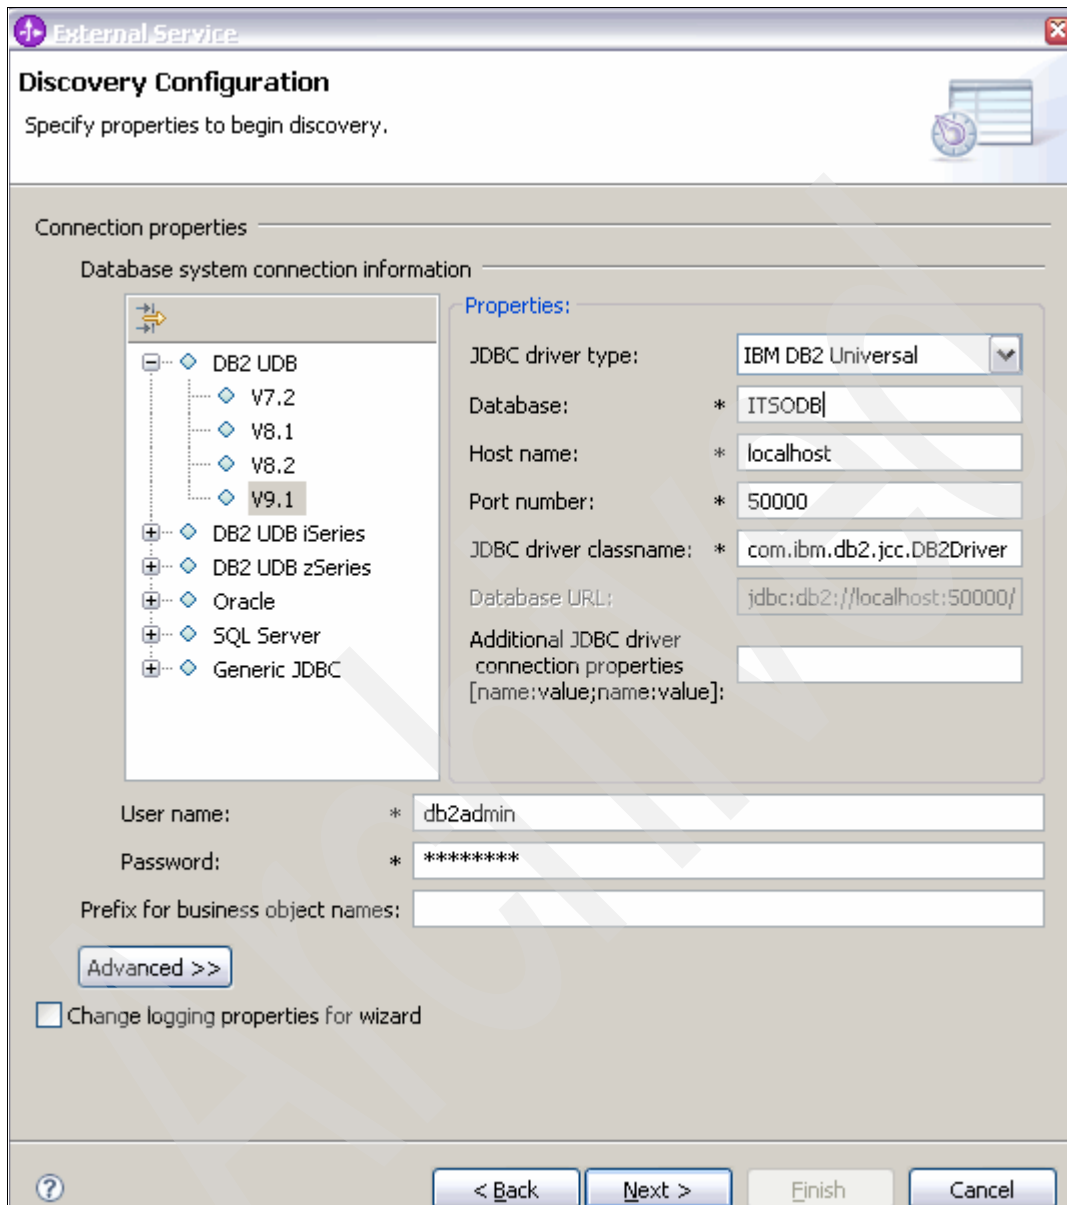 External Service
Discovery Configuration
Specify properties to begin discovery.
Connection properties
Database system connection information
DB2 UDB
V7.2
V8.1
V8.2
V9.1
DB2 UDB iSeries
DB2 UDB zSeries
Oracle
SQL Server
Generic JDBC
Properties:
JDBC driver type: IBM DB2 Universal
Database: * ITSODB
Host name: * localhost
Port number: * 50000
JDBC driver classname: * com.ibm.db2.jcc.DB2Driver
Database URL: jdbc:db2://localhost:50000/
Additional JDBC driver
connection properties
[name:value;name:value]:
User name: * db2admin
Password: * ********
Prefix for business object names:
Advanced >>
Change logging properties for wizard
? < Back Next > Finish Cancel
Archived